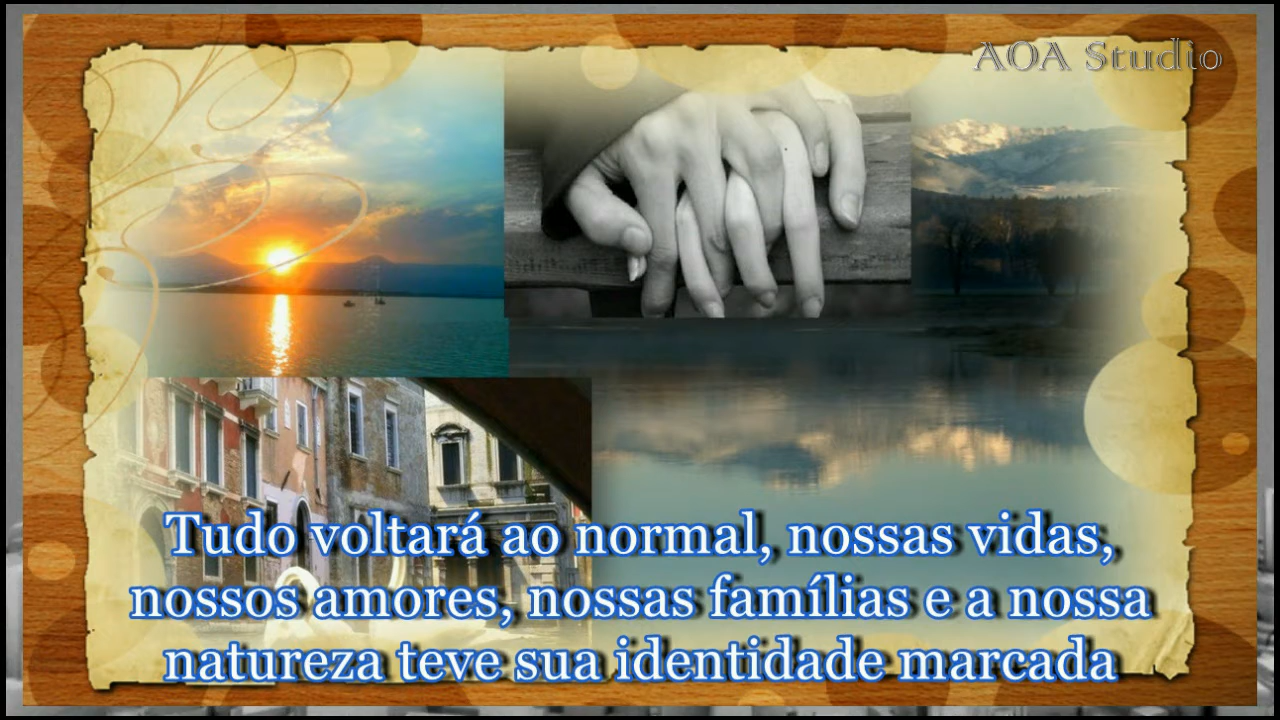 AOA Studio
Tudo voltará ao normal, nossas vidas,
nossos amores, nossas famílias e a nossa
natureza teve sua identidade marcada